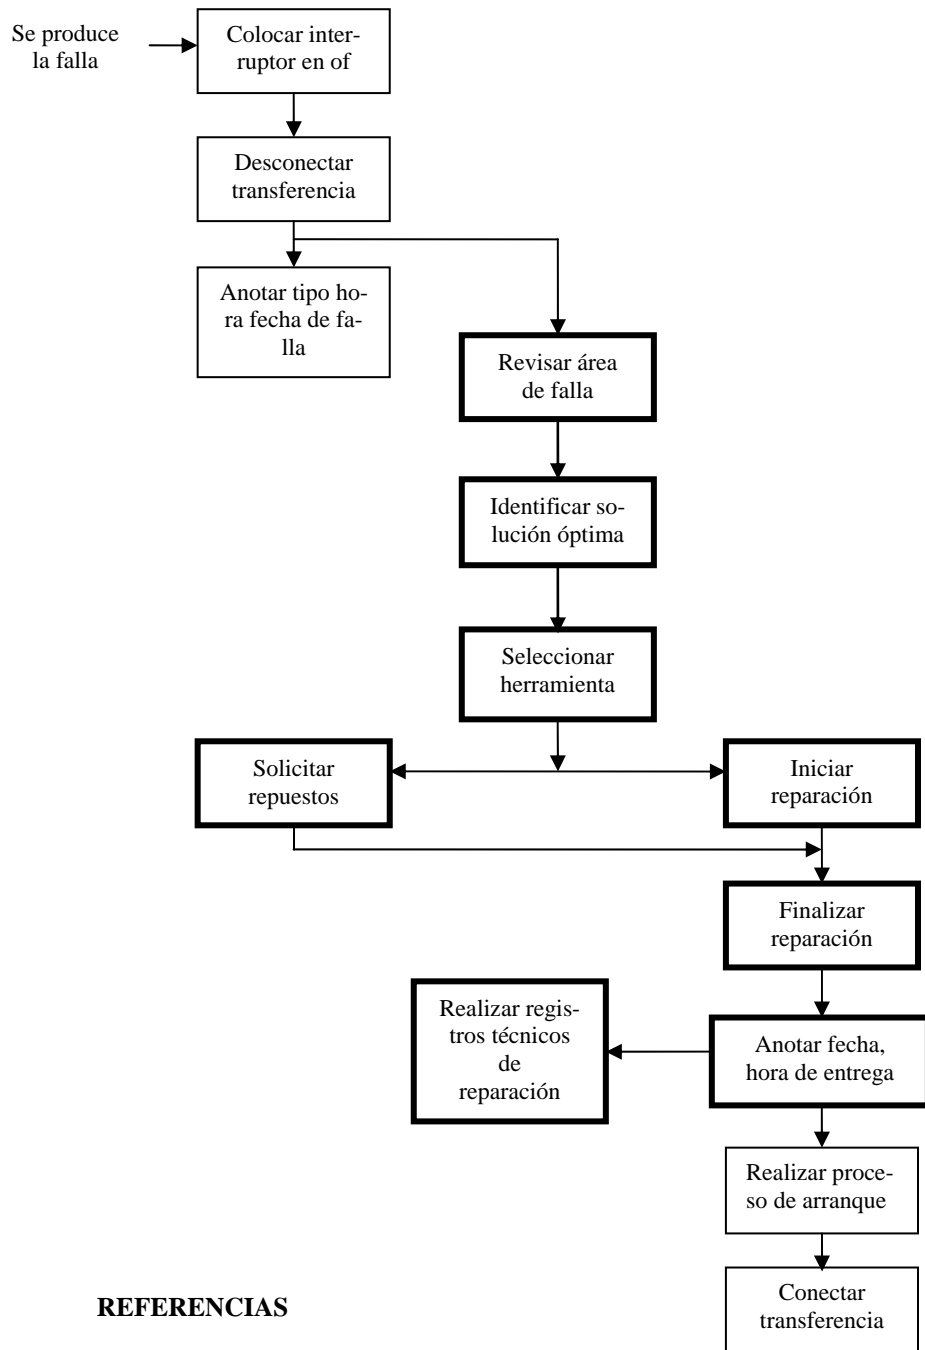 Se produce
la falla
Colocar inter-
ruptor en of
Desconectar
transferencia
Anotar tipo ho-
ra fecha de fa-
lla
Revisar área
de falla
Identificar so-
lución óptima
Seleccionar
herramienta
Solicitar
repuestos
Iniciar
reparación
Finalizar
reparación
Realizar regis-
tros técnicos
de
reparación
Anotar fecha,
hora de entrega
Realizar proce-
so de arranque
Conectar
transferencia
REFERENCIAS